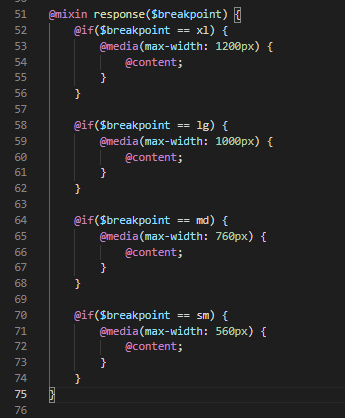 51 @mixin response($breakpoint) {
52     @if($breakpoint == xl) {
53         @media(max-width: 1200px) {
54             @content;
55         }
56     }
57
58     @if($breakpoint == lg) {
59         @media(max-width: 1000px) {
60             @content;
61         }
62     }
63
64     @if($breakpoint == md) {
65         @media(max-width: 760px) {
66             @content;
67         }
68     }
69
70     @if($breakpoint == sm) {
71         @media(max-width: 560px) {
72             @content;
73         }
74     }
75 }
76